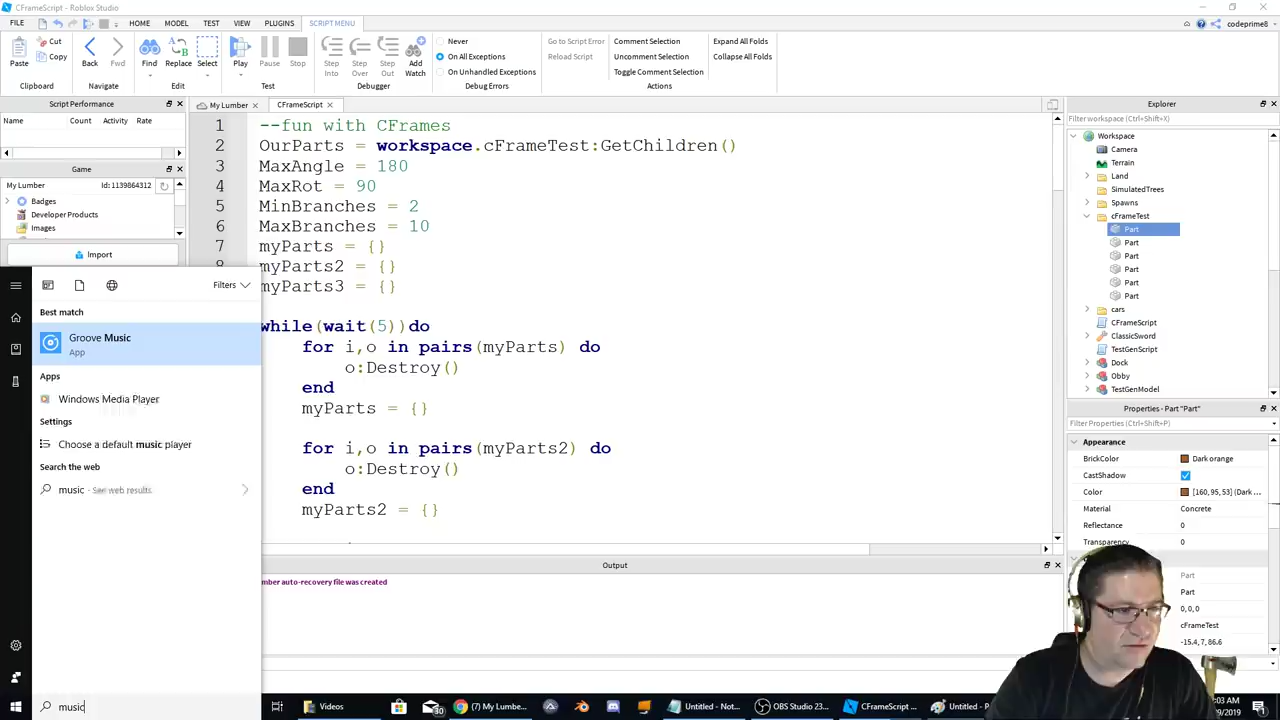 CFrameScript - Roblox Studio
codeprime8
FILE HOME MODEL TEST VIEW PLUGINS SCRIPT MENU
Paste Cut Copy
Clipboard
Back Fwd
Navigate
Find Replace Select
Edit
Play Pause Stop
Test
Step Into Step Over Step Out Add Watch
Debugger
Never
On All Exceptions
On Unhandled Exceptions
Debug Errors
Go to Script Error
Reload Script
Comment Selection
Uncomment Selection
Toggle Comment Selection
Expand All Folds
Collapse All Folds
Actions
Script Performance
Name Count Activity Rate
Game
My Lumber Id: 1139864312
Badges
Developer Products
Images
Import
My Lumber CFrameScript
1 --fun with CFrames
2 OurParts = workspace.cFrameTest:GetChildren()
3 MaxAngle = 180
4 MaxRot = 90
5 MinBranches = 2
6 MaxBranches = 10
7 myParts = {}
8 myParts2 = {}
myParts3 = {}
while(wait(5))do
for i,o in pairs(myParts) do
o:Destroy()
end
myParts = {}
for i,o in pairs(myParts2) do
o:Destroy()
end
myParts2 = {}
Output
mber auto-recovery file was created
Explorer
Filter workspace (Ctrl+Shift+X)
Workspace
Camera
Terrain
Land
SimulatedTrees
Spawns
cFrameTest
Part
Part
Part
Part
Part
Part
cars
CFrameScript
ClassicSword
TestGenScript
Dock
Obby
TestGenModel
Properties - Part "Part"
Filter Properties (Ctrl+Shift+P)
Appearance
BrickColor Dark orange
CastShadow
Color [160, 95, 53] (Dark ...
Material Concrete
Reflectance 0
Transparency 0
Part
Part
0,0,0
cFrameTest
-15.4,7,86.6
Filters
Best match
Groove Music
App
Apps
Windows Media Player
Settings
Choose a default music player
Search the web
music - See web results
music
Videos
30
(7) My Lumbe...
Untitled - Not...
OBS Studio 23...
CFrameScript ...
Untitled - P...